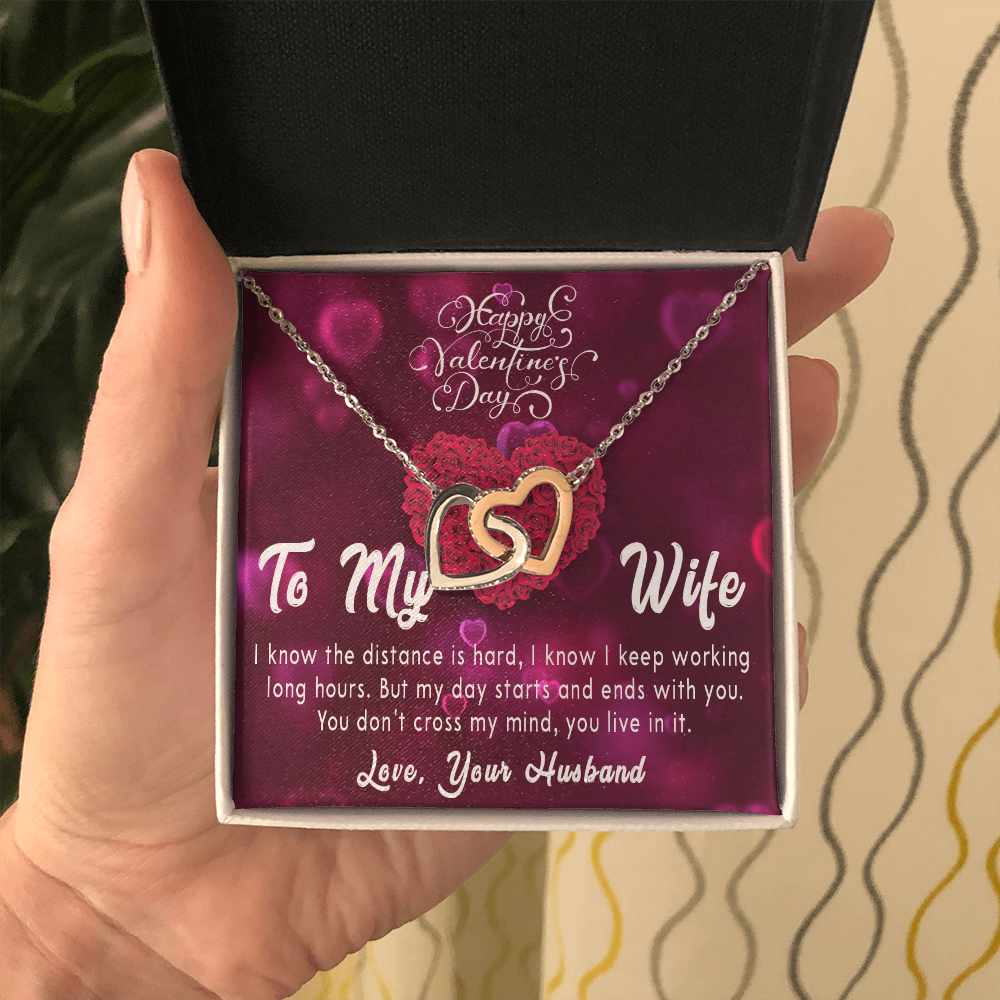 Happy
Valentine's
Day
To My Wife
I know the distance is hard, I know I keep working
long hours. But my day starts and ends with you.
You don't cross my mind, you live in it.
Love, Your Husband